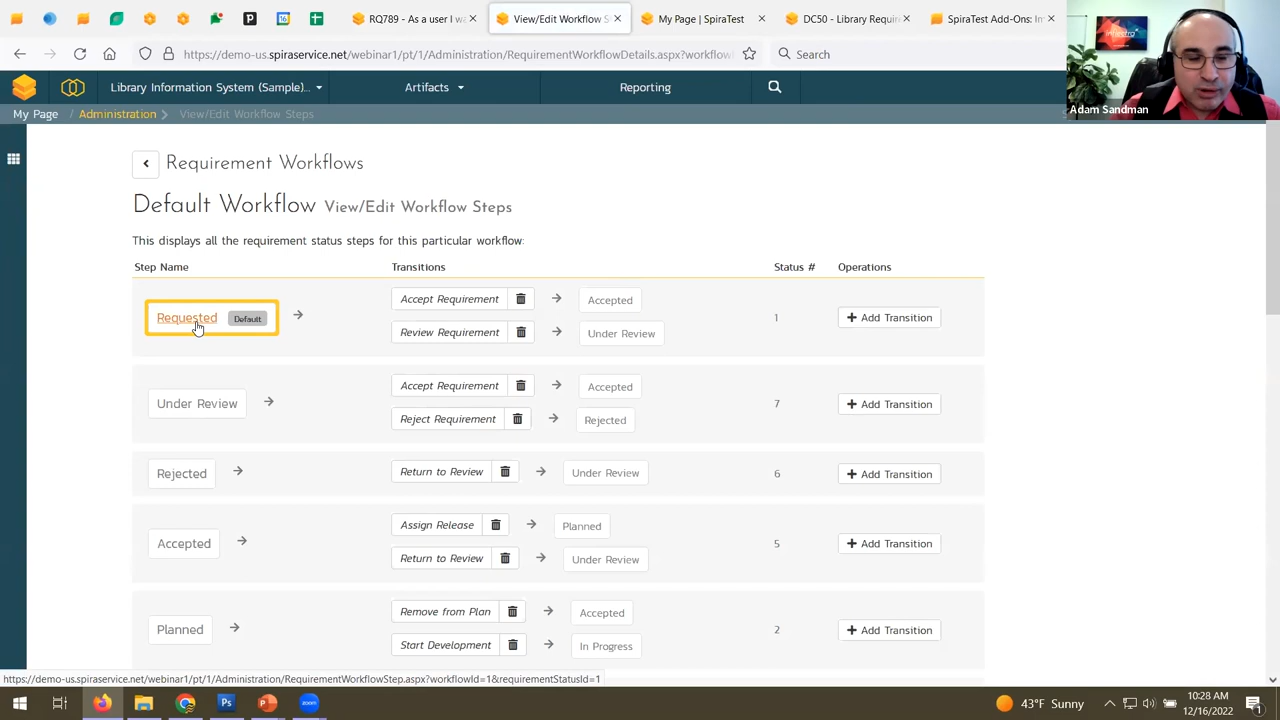 RQ789 - As a user I w
View/Edit Workflow S
My Page | SpiraTest
DC50 - Library Requir
SpiraTest Add-Ons: Im
https://demo-us.spiraservice.net/webinar1/pt/1/Administration/RequirementWorkflowDetails.aspx?workflowI
Search
Library Information System (Sample)...
Artifacts
Reporting
inflectra
Adam Sandman
My Page / Administration View/Edit Workflow Steps
Requirement Workflows
Default Workflow View/Edit Workflow Steps
This displays all the requirement status steps for this particular workflow:
Step Name Transitions Status # Operations
Requested Default
Accept Requirement Accepted
Review Requirement Under Review
1
Add Transition
Under Review
Accept Requirement Accepted
Reject Requirement Rejected
7
Add Transition
Rejected
Return to Review Under Review
6
Add Transition
Accepted
Assign Release Planned
Return to Review Under Review
5
Add Transition
Planned
Remove from Plan Accepted
Start Development In Progress
2
Add Transition
https://demo-us.spiraservice.net/webinar1/pt/1/Administration/RequirementWorkflowStep.aspx?workflowId=1&requirementStatusId=1
zoom
43°F Sunny
10:28 AM
12/16/2022
1